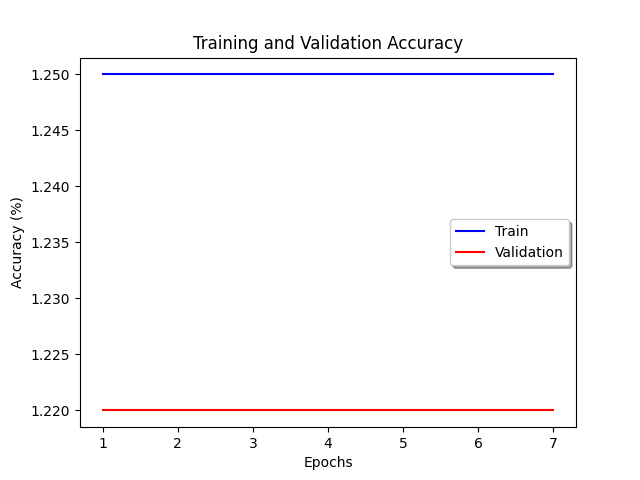 Training and Validation Accuracy
Accuracy (%)
1.250
1.245
1.240
1.235
1.230
1.225
1.220
Train
Validation
1 2 3 4 5 6 7
Epochs